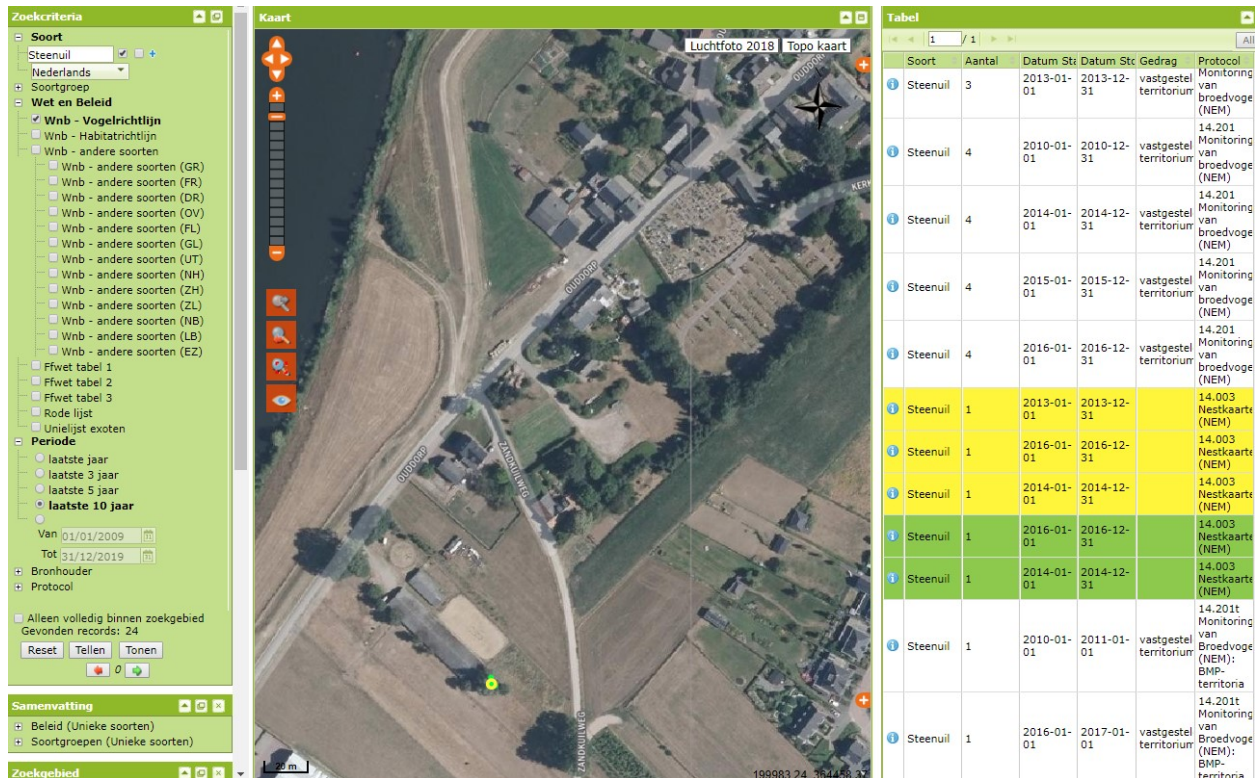 Zoekcriteria
Soort
Steenuil
Nederlands
Soortgroep
Wet en Beleid
Wnb - Vogelrichtlijn
Wnb - Habitatrichtlijn
Wnb - andere soorten
Wnb - andere soorten (GR)
Wnb - andere soorten (FR)
Wnb - andere soorten (DR)
Wnb - andere soorten (OV)
Wnb - andere soorten (FL)
Wnb - andere soorten (GL)
Wnb - andere soorten (UT)
Wnb - andere soorten (NH)
Wnb - andere soorten (ZH)
Wnb - andere soorten (ZL)
Wnb - andere soorten (NB)
Wnb - andere soorten (LB)
Wnb - andere soorten (EZ)
Ffwet tabel 1
Ffwet tabel 2
Ffwet tabel 3
Rode lijst
Unielijst exoten
Periode
laatste jaar
laatste 3 jaar
laatste 5 jaar
laatste 10 jaar
Van 01/01/2009
Tot 31/12/2019
Bronhouder
Protocol
Alleen volledig binnen zoekgebied
Gevonden records: 24
Reset Tellen Tonen
0
Samenvatting
Beleid (Unieke soorten)
Soortgroepen (Unieke soorten)
Zoekgebied
Kaart
Luchtfoto 2018 Topo kaart
OUDDORP
KERK
OUDDORP
OUDDORP
ZANDKUILWEG
ZANDKUILWEG
20 m
199983.24, 364458.37
Tabel
1 / 1
All
Soort Aantal Datum Sta Datum Sto Gedrag Protocol
Steenuil 3 2013-01- 2013-12- vastgestel Monitoring
01 31 territorium van
broedvoge
(NEM)
14.201
Monitoring
Steenuil 4 2010-01- 2010-12- vastgestel van
01 31 territorium broedvoge
(NEM)
14.201
Monitoring
Steenuil 4 2014-01- 2014-12- vastgestel van
01 31 territorium broedvoge
(NEM)
14.201
Monitoring
Steenuil 4 2015-01- 2015-12- vastgestel van
01 31 territorium broedvoge
(NEM)
14.201
Monitoring
Steenuil 4 2016-01- 2016-12- vastgestel van
01 31 territorium broedvoge
(NEM)
14.003
Steenuil 1 2013-01- 2013-12- Nestkaarte
01 31 (NEM)
14.003
Steenuil 1 2016-01- 2016-12- Nestkaarte
01 31 (NEM)
14.003
Steenuil 1 2014-01- 2014-12- Nestkaarte
01 31 (NEM)
14.003
Steenuil 1 2016-01- 2016-12- Nestkaarte
01 31 (NEM)
14.003
Steenuil 1 2014-01- 2014-12- Nestkaarte
01 31 (NEM)
14.201t
Monitoring
van
Steenuil 1 2010-01- 2011-01- vastgestel Broedvoge
01 01 territorium (NEM):
BMP-
territoria
14.201t
Monitoring
van
Steenuil 1 2016-01- 2017-01- vastgestel Broedvoge
01 01 territorium (NEM):
BMP-
territoria